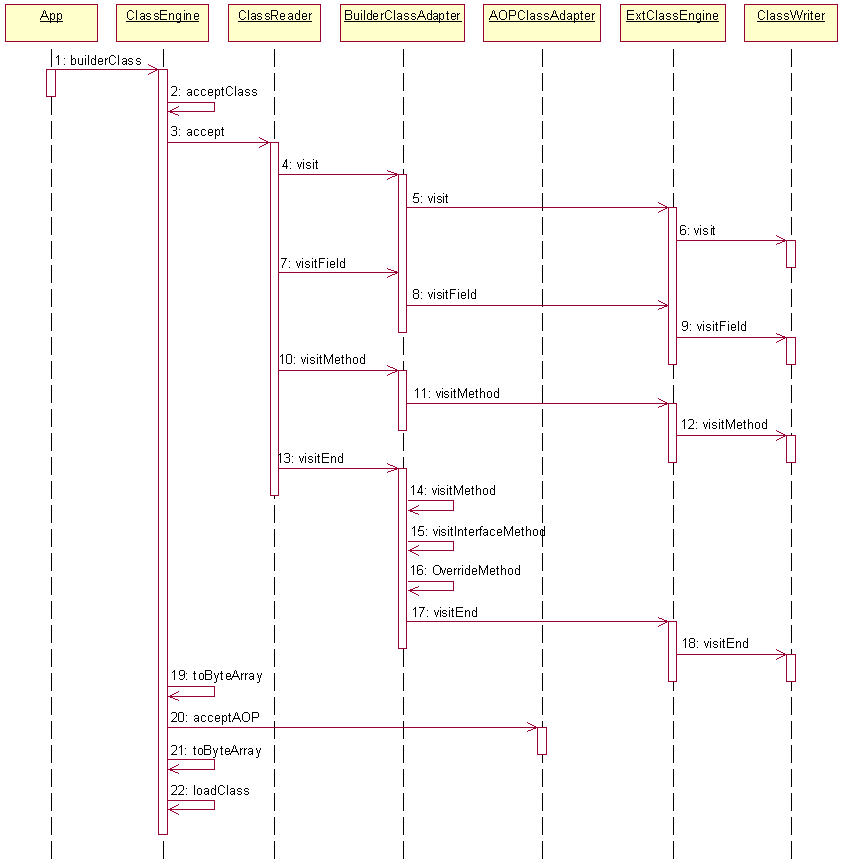 App
ClassEngine
ClassReader
BuilderClassAdapter
AOPClassAdapter
ExtClassEngine
ClassWriter
1: builderClass
2: acceptClass
3: accept
4: visit
5: visit
6: visit
7: visitField
8: visitField
9: visitField
10: visitMethod
11: visitMethod
12: visitMethod
13: visitEnd
14: visitMethod
15: visitInterfaceMethod
16: OverrideMethod
17: visitEnd
18: visitEnd
19: toByteArray
20: acceptAOP
21: toByteArray
22: loadClass